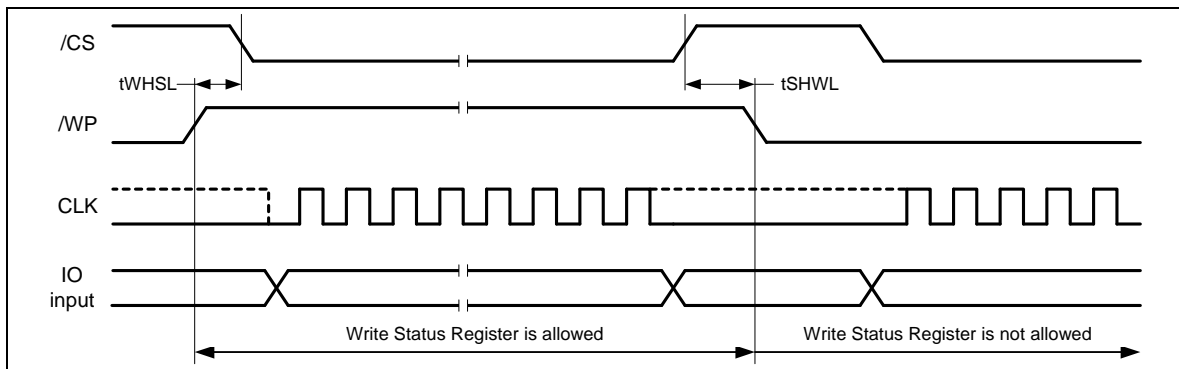 /CS
tWHSL
tSHWL
/WP
CLK
IO
input
Write Status Register is allowed
Write Status Register is not allowed